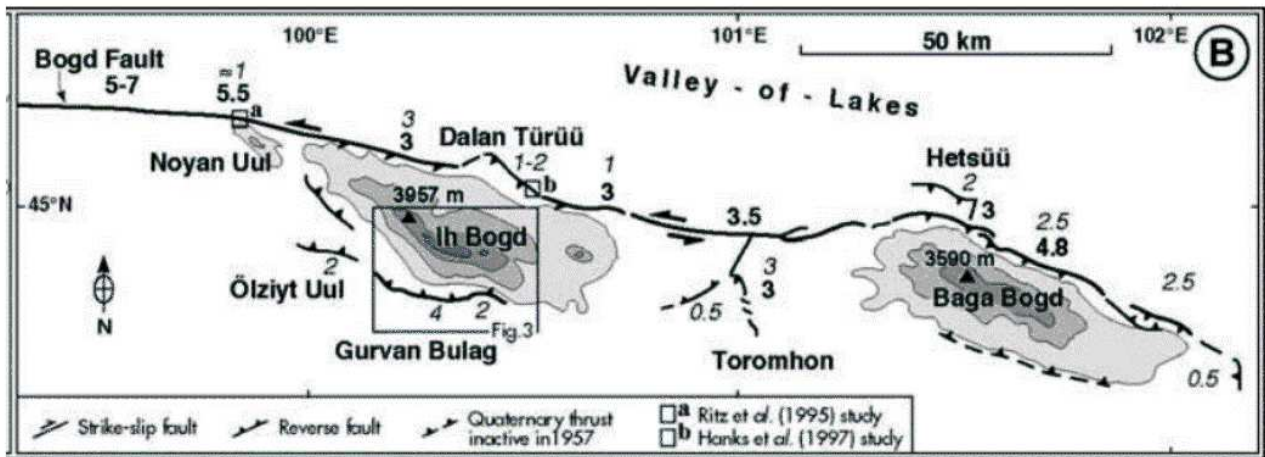 100°E
101°E
102°E
50 km
B
Bogd Fault
5-7
≈1
5.5
a
Valley - of - Lakes
3
3
Dalan Türüü
1-2
b
1
3
Noyan Uul
Hetsüü
2
3
45°N
3957 m
3.5
2.5
4.8
Ih Bogd
3590 m
Baga Bogd
2
Ölziyt Uul
3
3
2.5
N
4
2
0.5
Fig.3
Gurvan Bulag
Toromhon
0.5
Strike-slip fault
Reverse fault
Quaternary thrust
inactive in 1957
a Ritz et al. (1995) study
b Hanks et al. (1997) study